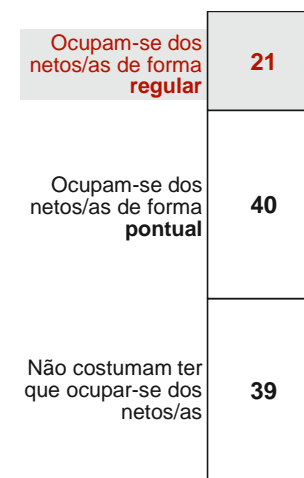 Ocupam-se dos
netos/as de forma
regular
21
Ocupam-se dos
netos/as de forma
pontual
40
Não costumam ter
que ocupar-se dos
netos/as
39